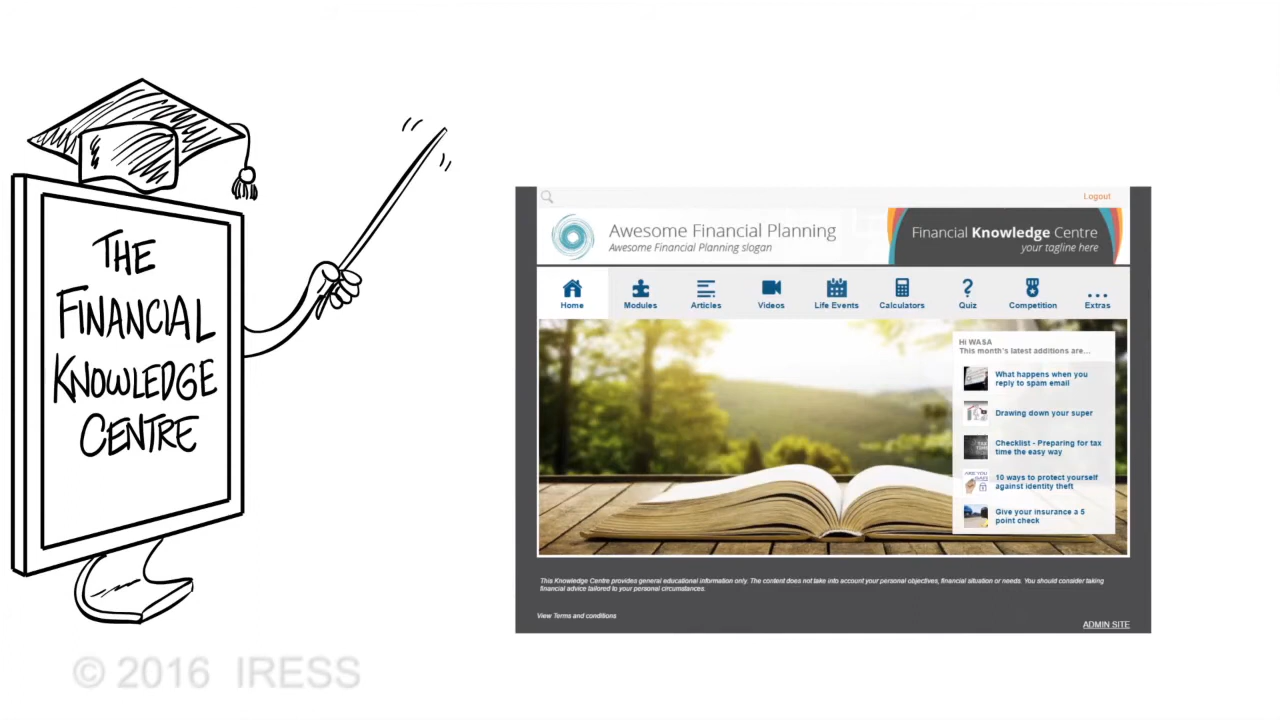 THE
FINANCIAL
KNOWLEDGE
CENTRE
© 2016 IRESS
Logout
Awesome Financial Planning
Awesome Financial Planning slogan
Financial Knowledge Centre
your tagline here
Home
Modules
Articles
Videos
Life Events
Calculators
Quiz
Competition
Extras
Hi WASA
This month's latest additions are...
What happens when you
reply to spam email
Drawing down your super
Checklist - Preparing for tax
time the easy way
10 ways to protect yourself
against identity theft
Give your insurance a 5
point check
This Knowledge Centre provides general educational information only. The content does not take into account your personal objectives, financial situation or needs. You should consider taking
financial advice tailored to your personal circumstances.
View Terms and conditions
ADMIN SITE